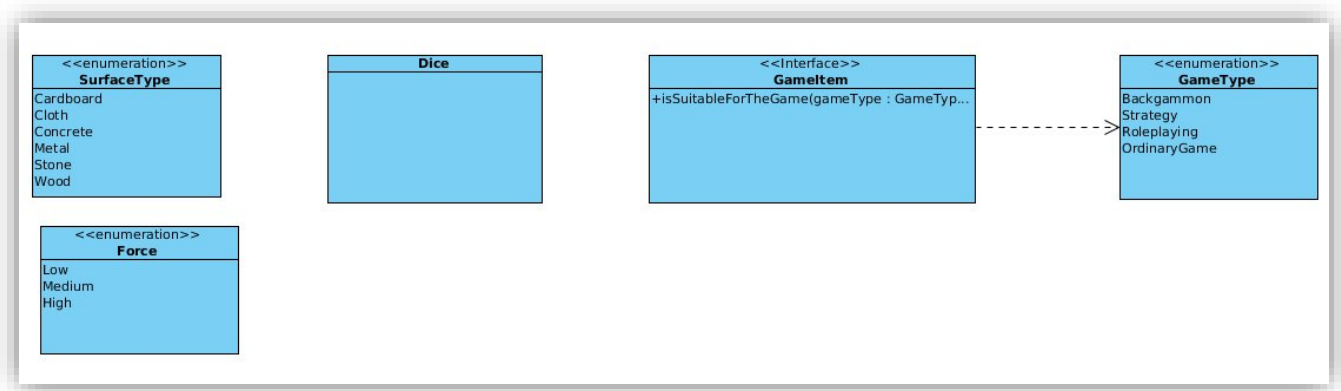 <<enumeration>>
SurfaceType
Cardboard
Cloth
Concrete
Metal
Stone
Wood
Dice
<<Interface>>
GameItem
+isSuitableForTheGame(gameType : GameTyp...
<<enumeration>>
GameType
Backgammon
Strategy
Roleplaying
OrdinaryGame
<<enumeration>>
Force
Low
Medium
High